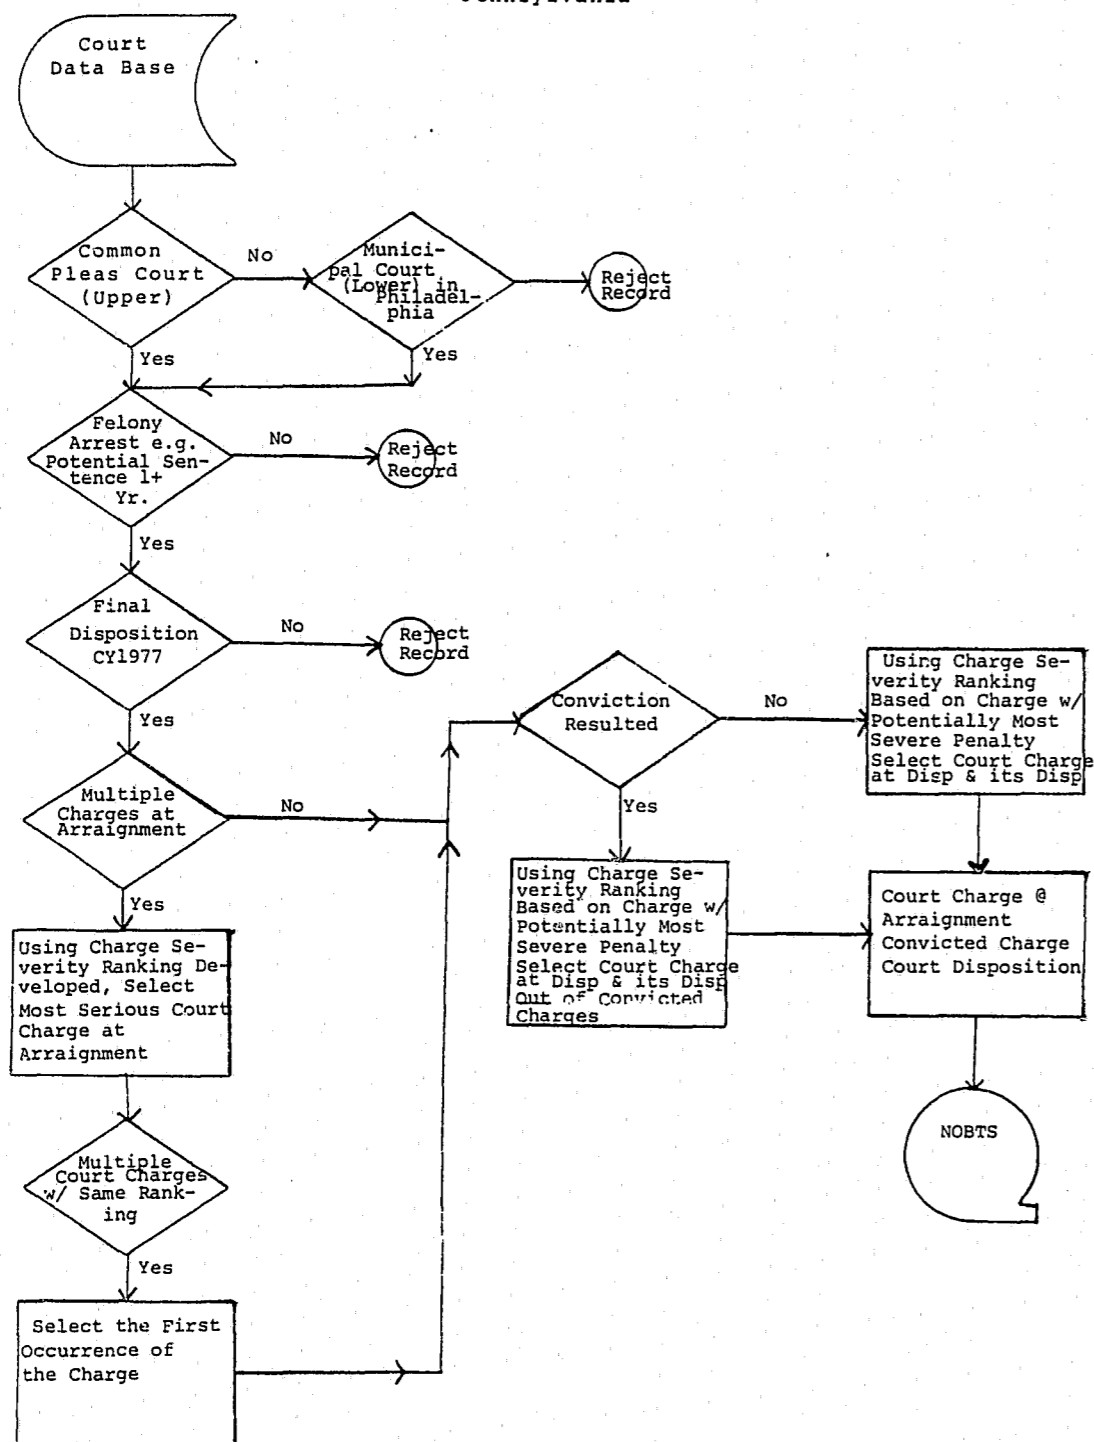 Pennsylvania
Court
Data Base
Common
Pleas Court
(Upper)
No
Munici-
pal Court
(Lower) in
Philadel-
phia
Reject
Record
Yes
Yes
Felony
Arrest e.g.
Potential Sen-
tence 1+
Yr.
No
Reject
Record
Yes
Final
Disposition
CY1977
No
Reject
Record
Yes
Multiple
Charges at
Arraignment
No
Yes
Using Charge Se-
verity Ranking De-
veloped, Select
Most Serious Court
Charge at
Arraignment
Multiple
Court Charges
w/ Same Rank-
ing
Yes
Select the First
Occurrence of
the Charge
Conviction
Resulted
No
Yes
Using Charge Se-
verity Ranking
Based on Charge w/
Potentially Most
Severe Penalty
Select Court Charge
at Disp & its Disp
Out of Convicted
Charges
Using Charge Se-
verity Ranking
Based on Charge w/
Potentially Most
Severe Penalty
Select Court Charge
at Disp & its Disp
Court Charge @
Arraignment
Convicted Charge
Court Disposition
NOBTS